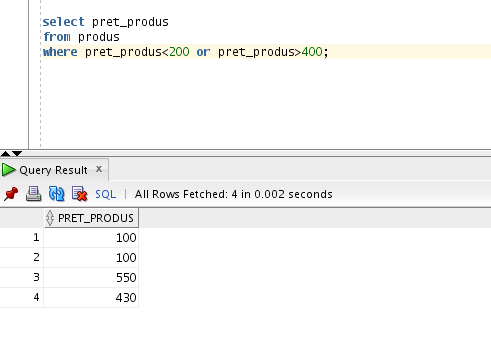 select pret_produs
from produs
where pret_produs<200 or pret_produs>400;
Query Result x
SQL | All Rows Fetched: 4 in 0.002 seconds
PRET_PRODUS
1 100
2 100
3 550
4 430